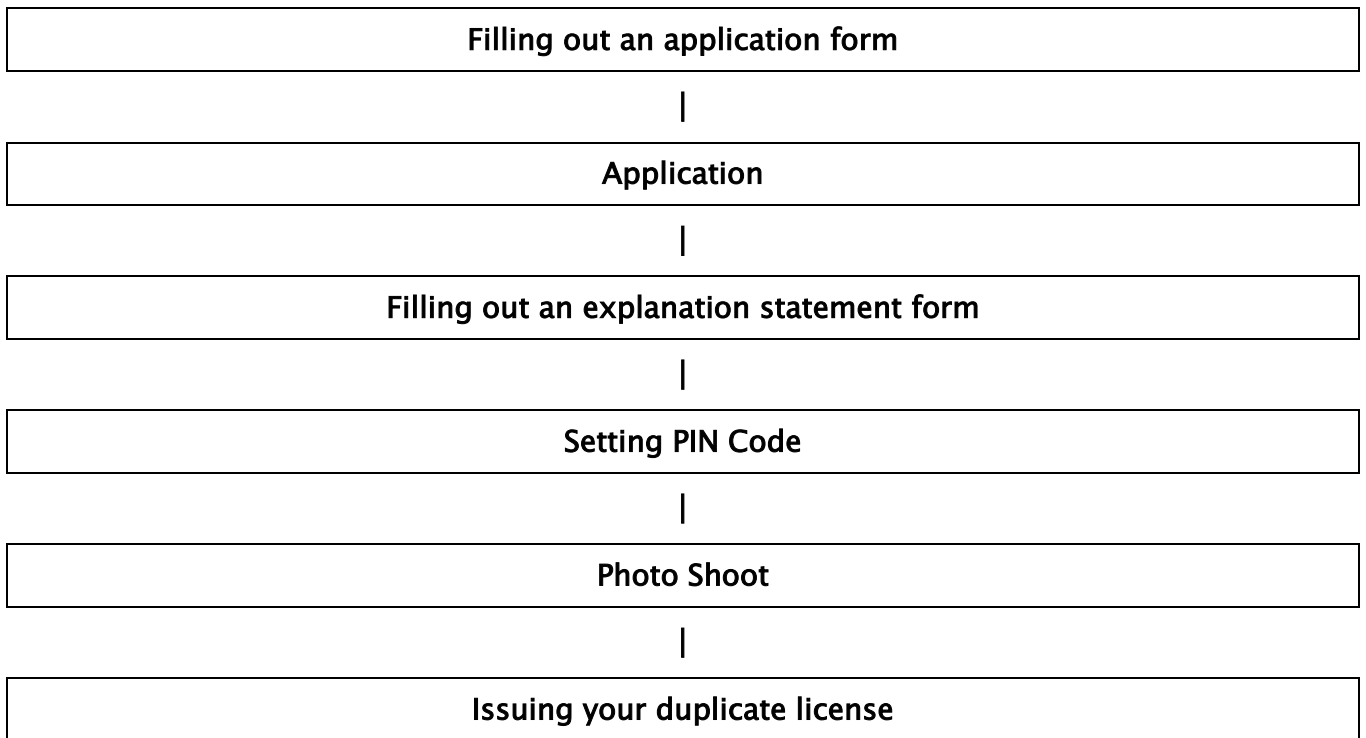 Filling out an application form
|
Application
|
Filling out an explanation statement form
|
Setting PIN Code
|
Photo Shoot
|
Issuing your duplicate license